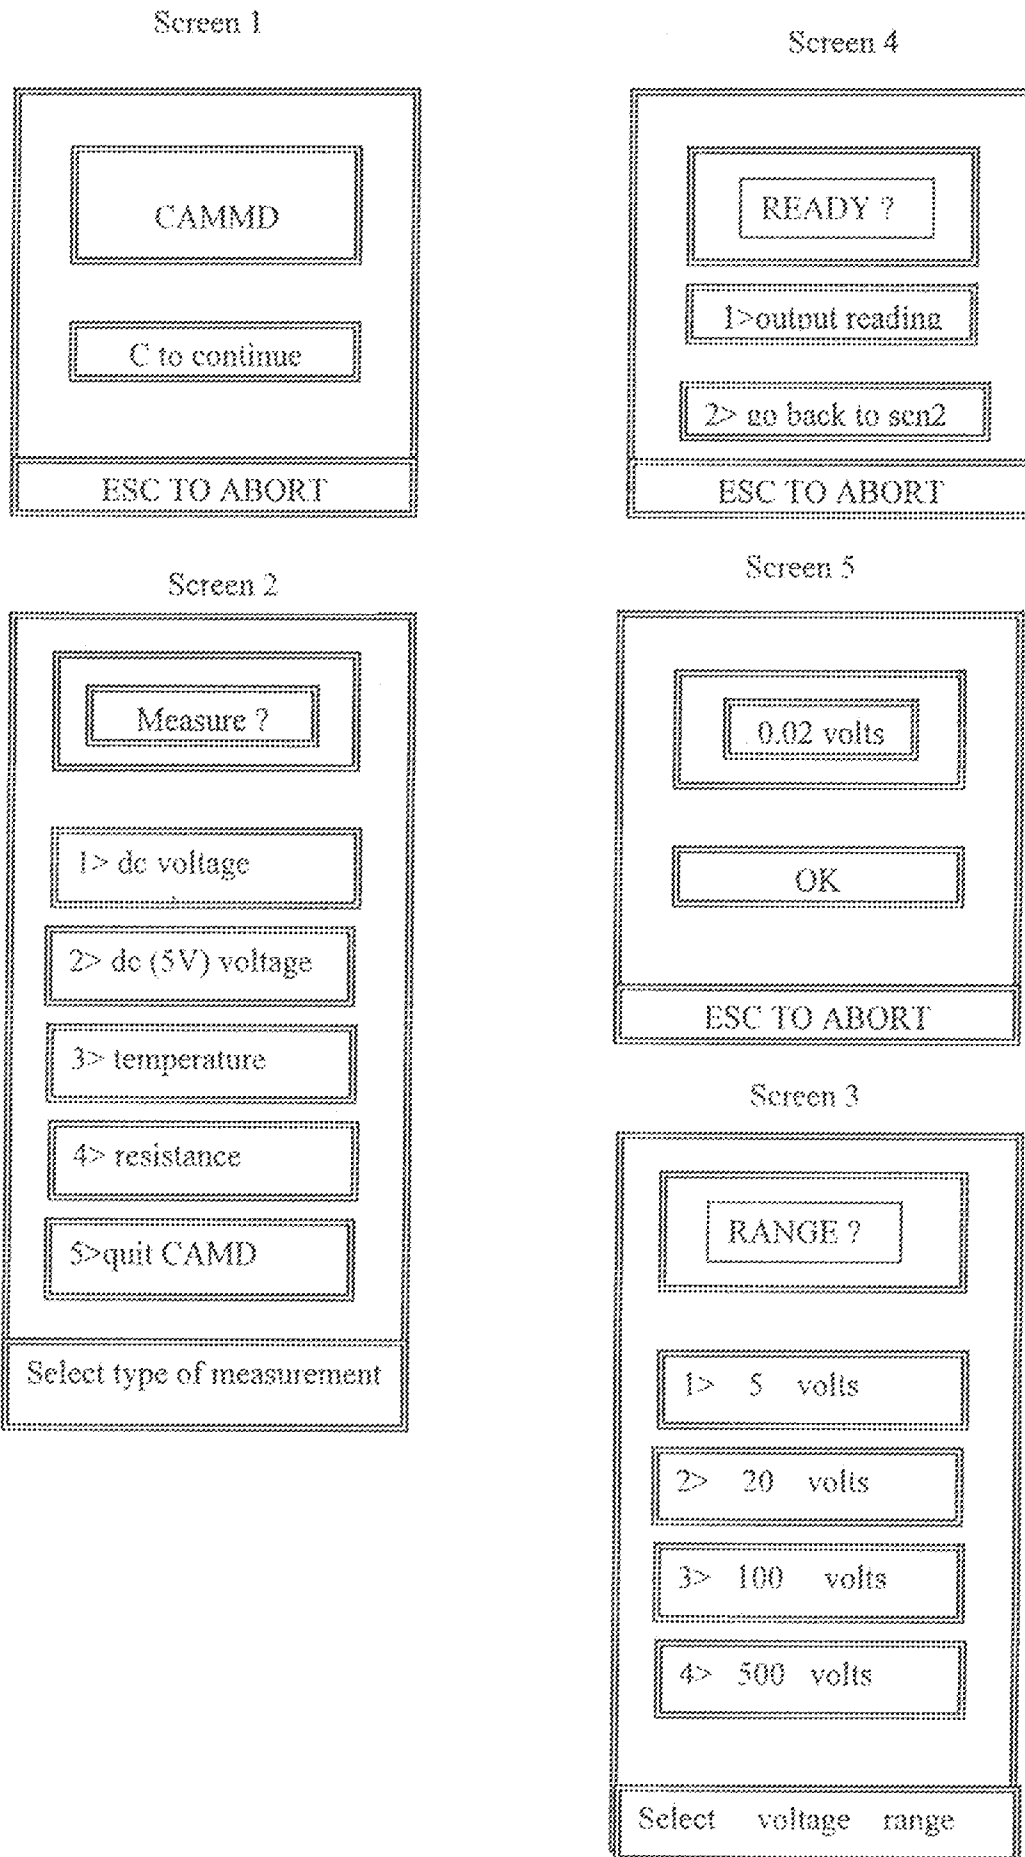 Screen 1
CAMMD
C to continue
ESC TO ABORT
Screen 2
Measure ?
1> dc voltage
2> dc (5V) voltage
3> temperature
4> resistance
5>quit CAMD
Select type of measurement
Screen 4
READY ?
1>output reading
2> go back to scn2
ESC TO ABORT
Screen 5
0.02 volts
OK
ESC TO ABORT
Screen 3
RANGE ?
1> 5 volts
2> 20 volts
3> 100 volts
4> 500 volts
Select voltage range